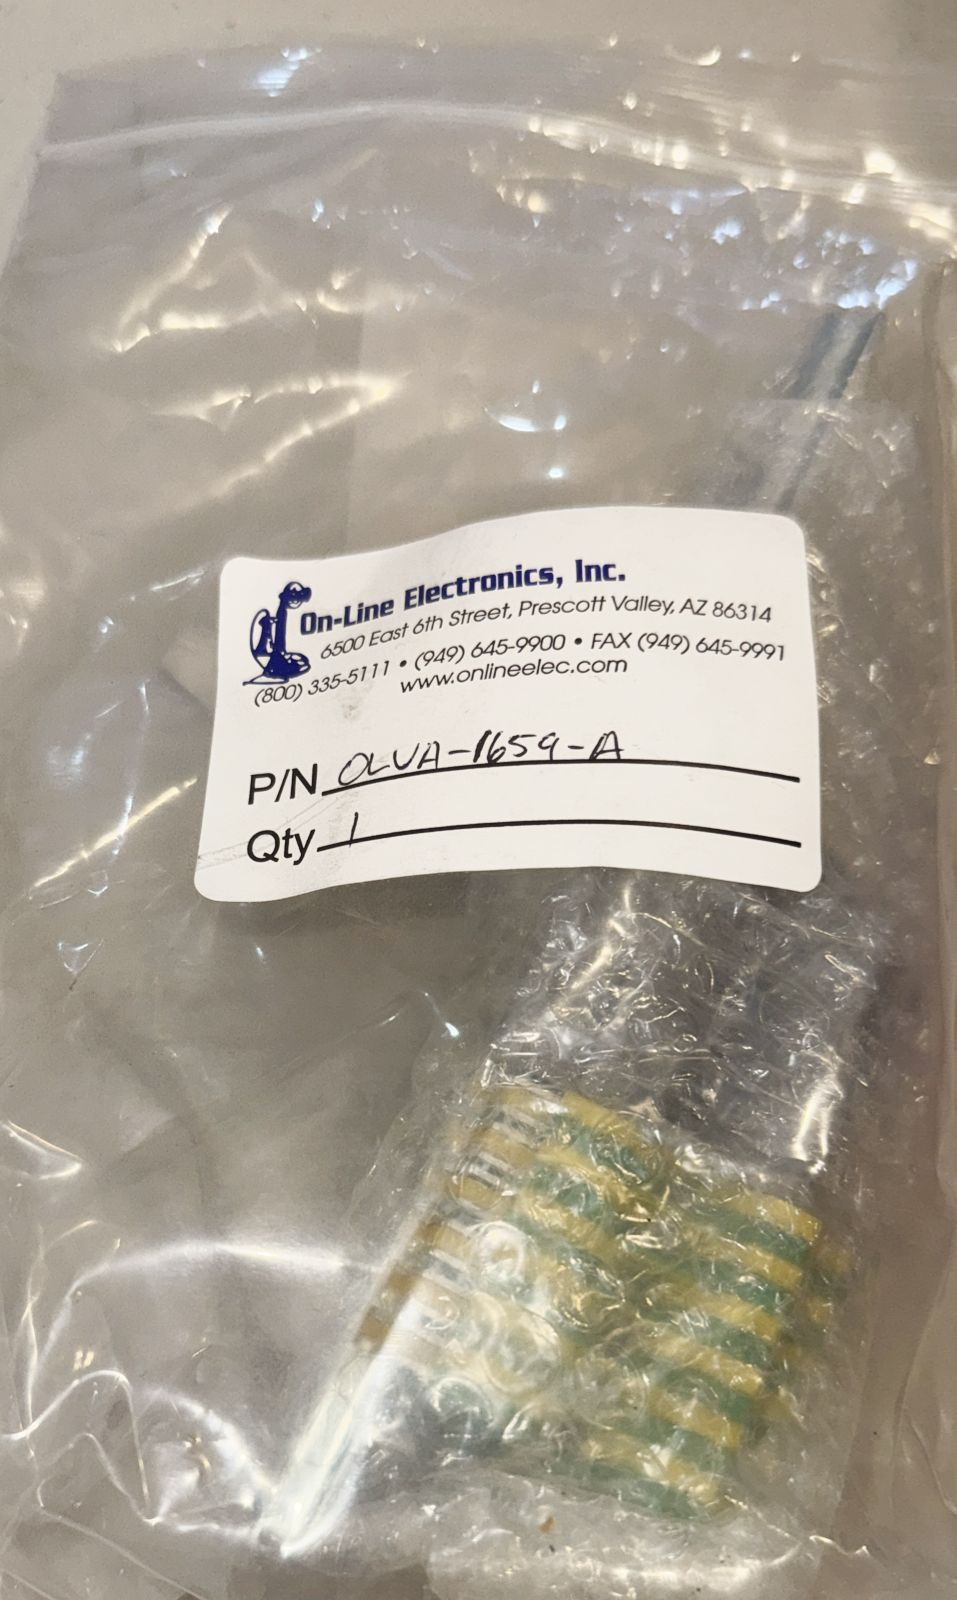 On-Line Electronics, Inc.
6500 East 6th Street, Prescott Valley, AZ 86314
(800) 335-5111 • (949) 645-9900 • FAX (949) 645-9991
www.onlineelec.com
P/N OLVA-1659-A
Qty 1